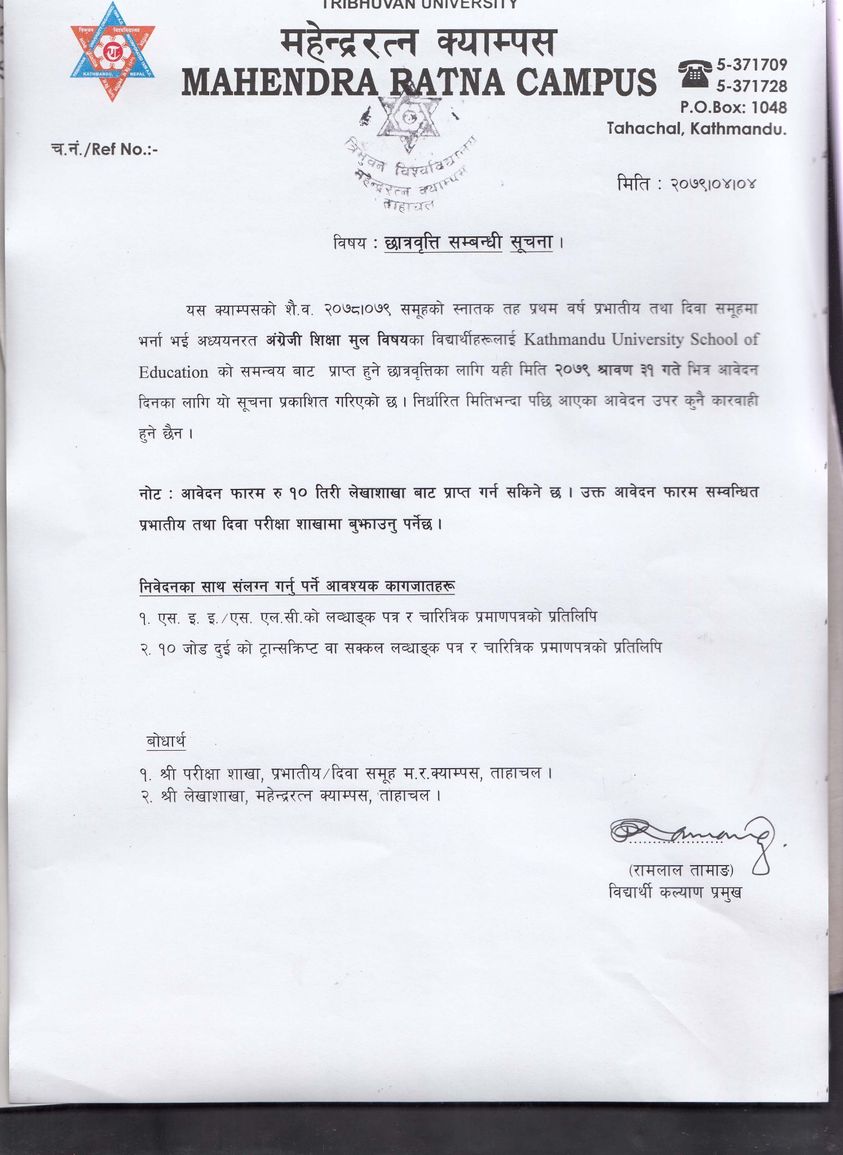 TRIBHUVAN UNIVERSITY
महेन्द्ररत्न क्याम्पस
MAHENDRA RATNA CAMPUS
5-371709
5-371728
P.O.Box: 1048
Tahachal, Kathmandu.
च.नं./Ref No.:-
त्रिभुवन विश्वविद्यालय
महेन्द्ररत्न क्याम्पस
ताहाचल
मिति : २०७९।०४।०४
विषय : छात्रवृत्ति सम्बन्धी सूचना ।
यस क्याम्पसको शै.व. २०७८।०७९ समूहको स्नातक तह प्रथम वर्ष प्रभातीय तथा दिवा समूहमा
भर्ना भई अध्ययनरत अंग्रेजी शिक्षा मुल विषयका विद्यार्थीहरूलाई Kathmandu University School of
Education को समन्वय बाट प्राप्त हुने छात्रवृत्तिका लागि यही मिति २०७९ श्रावण ३१ गते भित्र आवेदन
दिनका लागि यो सूचना प्रकाशित गरिएको छ । निर्धारित मितिभन्दा पछि आएका आवेदन उपर कुनै कारवाही
हुने छैन ।
नोट : आवेदन फारम रु १० तिरी लेखाशाखा बाट प्राप्त गर्न सकिने छ । उक्त आवेदन फारम सम्वन्धित
प्रभातीय तथा दिवा परीक्षा शाखामा बुझाउनु पर्नेछ ।
निवेदनका साथ संलग्न गर्नु पर्ने आवश्यक कागजातहरू
१. एस. इ. इ./एस. एल.सी.को लव्धाङ्क पत्र र चारित्रिक प्रमाणपत्रको प्रतिलिपि
२. १० जोड दुई को ट्रान्सक्रिप्ट वा सक्कल लव्धाङ्क पत्र र चारित्रिक प्रमाणपत्रको प्रतिलिपि
बोधार्थ
१. श्री परीक्षा शाखा, प्रभातीय/दिवा समूह म.र.क्याम्पस, ताहाचल ।
२. श्री लेखाशाखा, महेन्द्ररत्न क्याम्पस, ताहाचल ।
(रामलाल तामाङ)
विद्यार्थी कल्याण प्रमुख